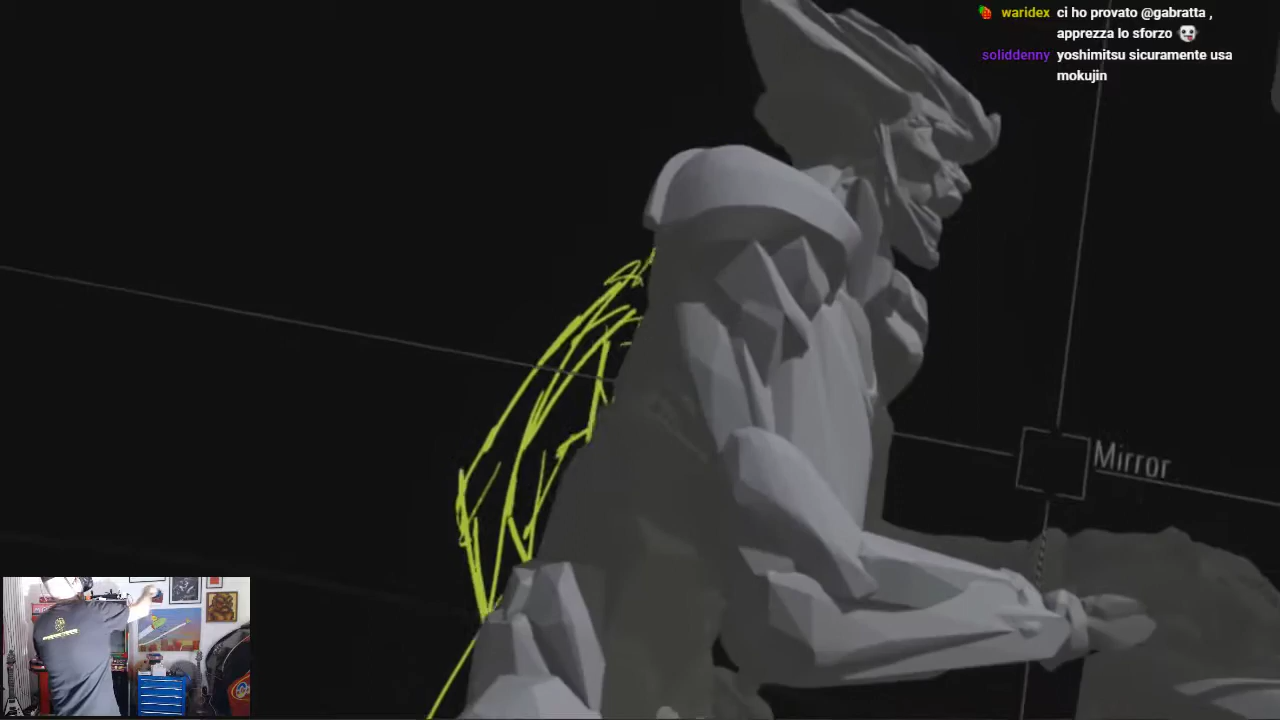 waridex ci ho provato @gabratta ,
apprezza lo sforzo
soliddenny yoshimitsu sicuramente usa
mokujin
Mirror